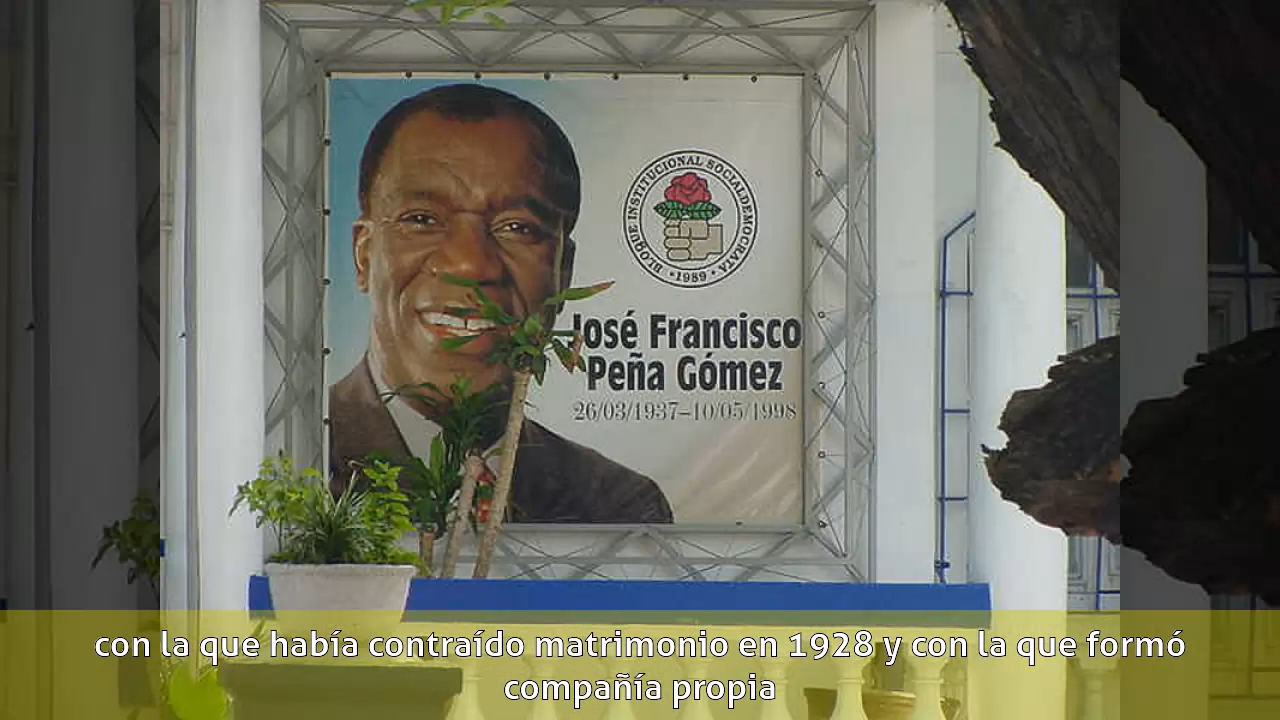 BLOQUE INSTITUCIONAL SOCIALDEMOCRATA
• 1989 •
José Francisco
Peña Gómez
26/03/1937–10/05/1998
con la que había contraído matrimonio en 1928 y con la que formó
compañía propia